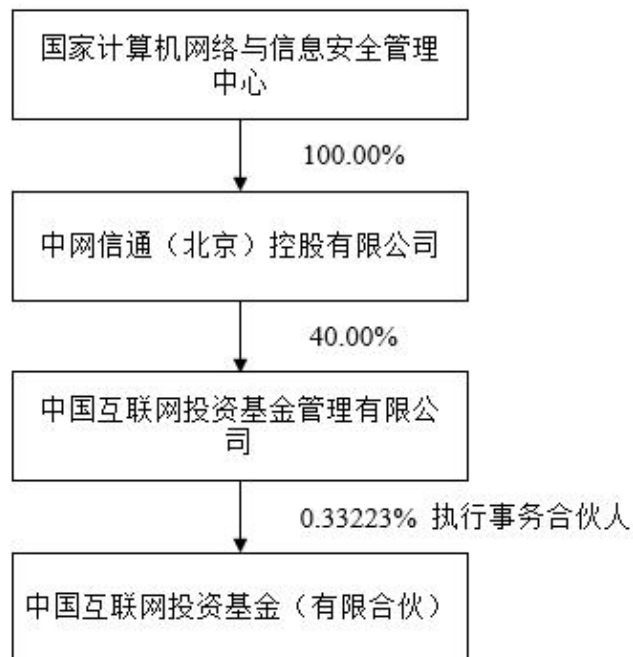 国家计算机网络与信息安全管理
中心
100.00%
中网信通（北京）控股有限公司
40.00%
中国互联网投资基金管理有限公
司
0.33223% 执行事务合伙人
中国互联网投资基金（有限合伙）